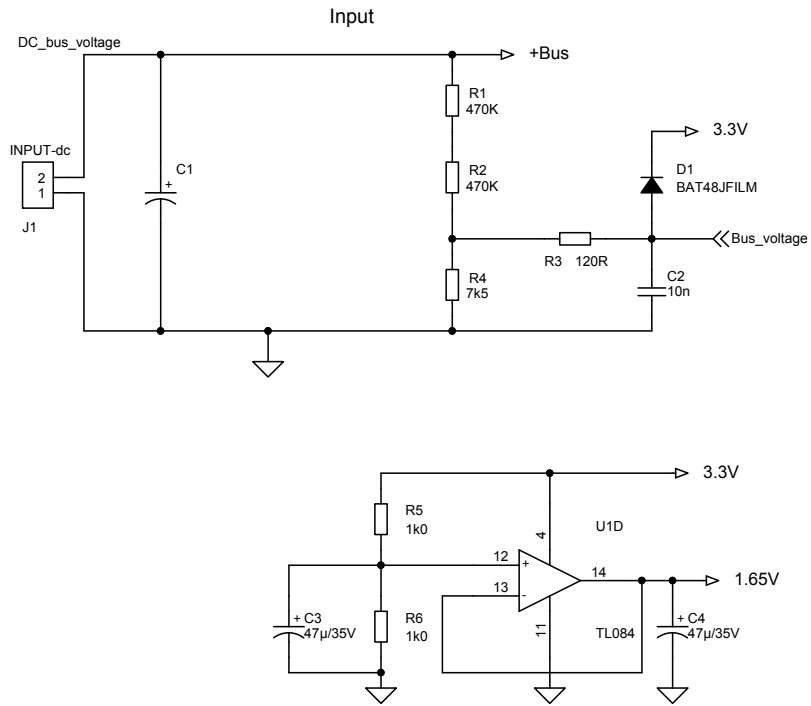 Input
DC_bus_voltage
+Bus
R1
470K
3.3V
INPUT-dc
C1
+
R2
470K
D1
BAT48JFILM
2
1
J1
Bus_voltage
R3 120R
R4
7k5
C2
10n
3.3V
R5
1k0
4
U1D
12
+
14
1.65V
13
-
+ C3
47µ/35V
R6
1k0
11
TL084
+ C4
47µ/35V